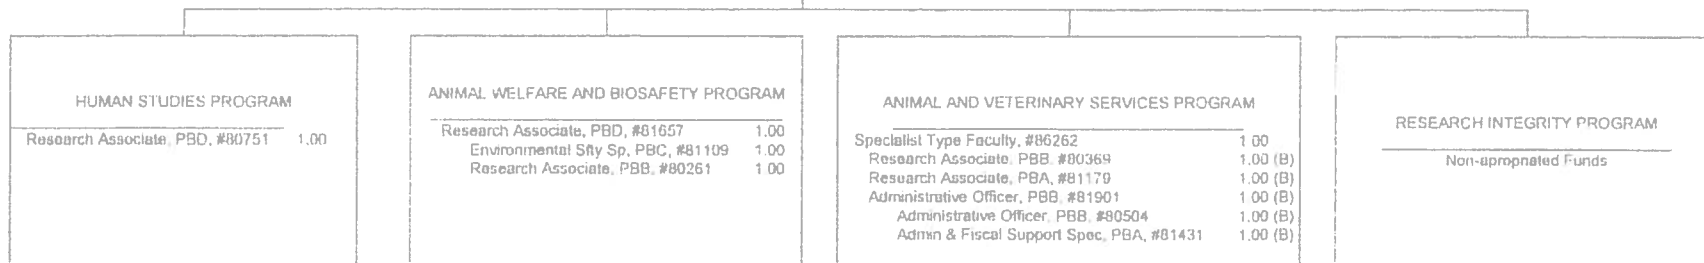 HUMAN STUDIES PROGRAM
Research Associate, PBD, #80751 1.00
ANIMAL WELFARE AND BIOSAFETY PROGRAM
Research Associate, PBD, #81657 1.00
Environmental Sfty Sp, PBC, #81109 1.00
Research Associate, PBB, #80261 1.00
ANIMAL AND VETERINARY SERVICES PROGRAM
Specialist Type Faculty, #86262 1.00
Research Associate, PBB, #80369 1.00 (B)
Research Associate, PBA, #81179 1.00 (B)
Administrative Officer, PBB, #81901 1.00 (B)
Administrative Officer, PBB, #80504 1.00 (B)
Admin & Fiscal Support Spec, PBA, #81431 1.00 (B)
RESEARCH INTEGRITY PROGRAM
Non-apropriated Funds